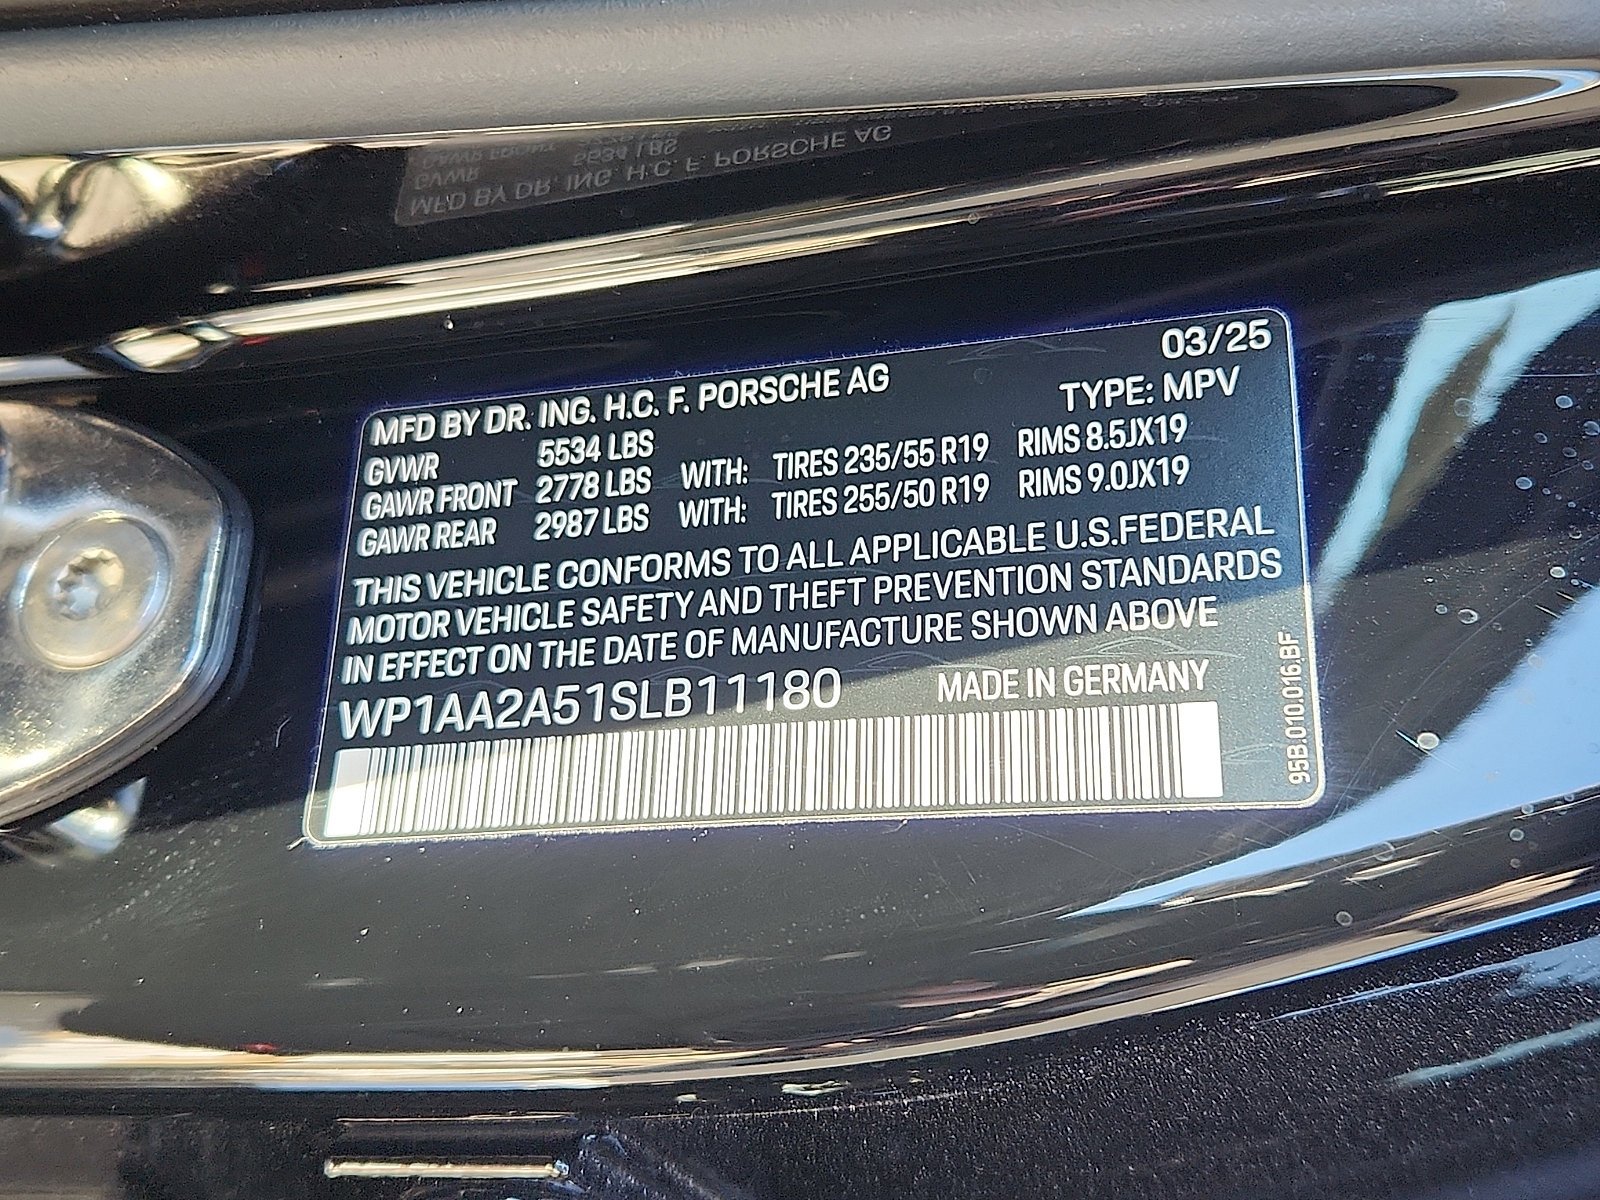 03/25
MFD BY DR. ING. H.C. F. PORSCHE AG TYPE: MPV
GVWR 5534 LBS
GAWR FRONT 2778 LBS WITH: TIRES 235/55 R19 RIMS 8.5JX19
GAWR REAR 2987 LBS WITH: TIRES 255/50 R19 RIMS 9.0JX19
THIS VEHICLE CONFORMS TO ALL APPLICABLE U.S.FEDERAL
MOTOR VEHICLE SAFETY AND THEFT PREVENTION STANDARDS
IN EFFECT ON THE DATE OF MANUFACTURE SHOWN ABOVE
WP1AA2A51SLB11180 MADE IN GERMANY
95B.010.016.BF